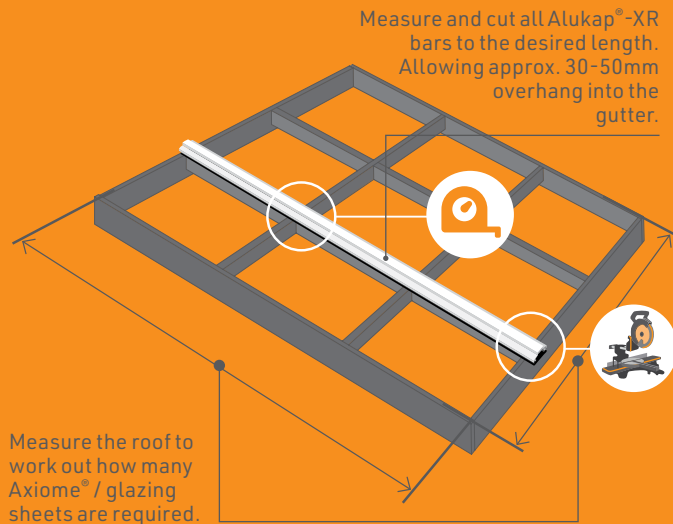 Measure and cut all Alukap®-XR
bars to the desired length.
Allowing approx. 30-50mm
overhang into the
gutter.
Measure the roof to
work out how many
Axiome® / glazing
sheets are required.